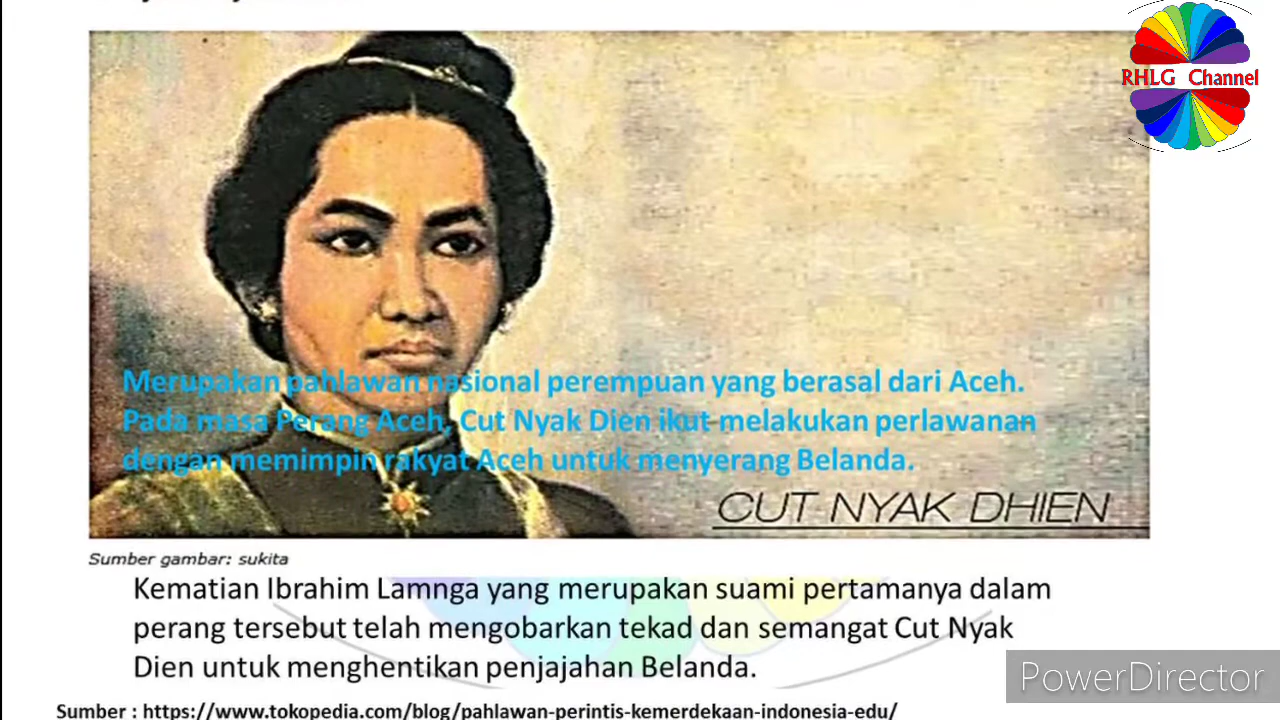 RHLG Channel
Merupakan pahlawan nasional perempuan yang berasal dari Aceh.
Pada masa Perang Aceh, Cut Nyak Dien ikut melakukan perlawanan
dengan memimpin rakyat Aceh untuk menyerang Belanda.
CUT NYAK DHIEN
Sumber gambar: sukita
Kematian Ibrahim Lamnga yang merupakan suami pertamanya dalam
perang tersebut telah mengobarkan tekad dan semangat Cut Nyak
Dien untuk menghentikan penjajahan Belanda.
PowerDirector
Sumber : https://www.tokopedia.com/blog/pahlawan-perintis-kemerdekaan-indonesia-edu/